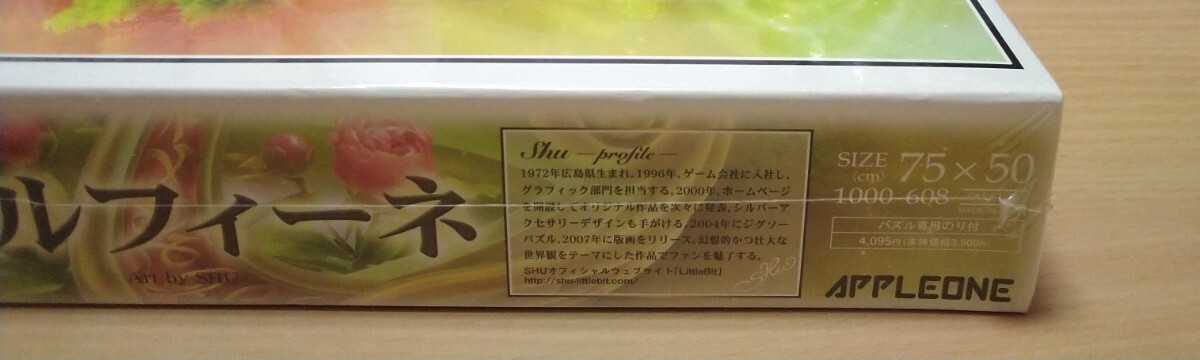 ルフィーネ
Art by SHU
Shu —profile—
1972年広島県生まれ。1996年、ゲーム会社に入社し、
グラフィック部門を担当する。2000年、ホームページ
を開設してオリジナル作品を次々に発表。シルバーア
クセサリーデザインも手がける。2004年にジグソー
パズル、2007年に版画をリリース。幻想的かつ壮大な
世界観をテーマにした作品でファンを魅了する。
SHUオフィシャルウェブサイト「LittleBit」
http://shu-littlebit.com/
SIZE (cm) 75×50
1000-608
パズル専用のり付
4,095円(本体価格3,900円)
APPLEONE